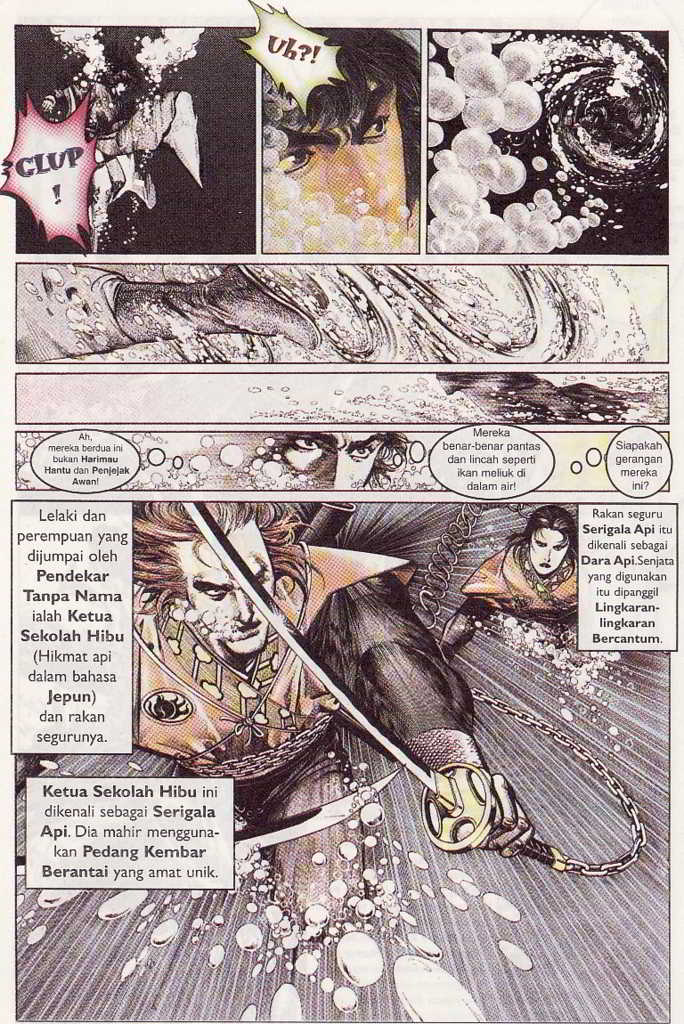 GLUP
!
Uh?!
Ah,
mereka berdua ini
bukan Harimau
Hantu dan Penjejak
Awan!
Mereka
benar-benar pantas
dan lincah seperti
ikan meliuk di
dalam air!
Siapakah
gerangan
mereka
ini?
Lelaki dan
perempuan yang
dijumpai oleh
Pendekar
Tanpa Nama
ialah Ketua
Sekolah Hibu
(Hikmat api
dalam bahasa
Jepun)
dan rakan
segurunya.
Rakan seguru
Serigala Api itu
dikenali sebagai
Dara Api.Senjata
yang digunakan
itu dipanggil
Lingkaran-
lingkaran
Bercantum.
Ketua Sekolah Hibu ini
dikenali sebagai Serigala
Api. Dia mahir mengguna-
kan Pedang Kembar
Berantai yang amat unik.